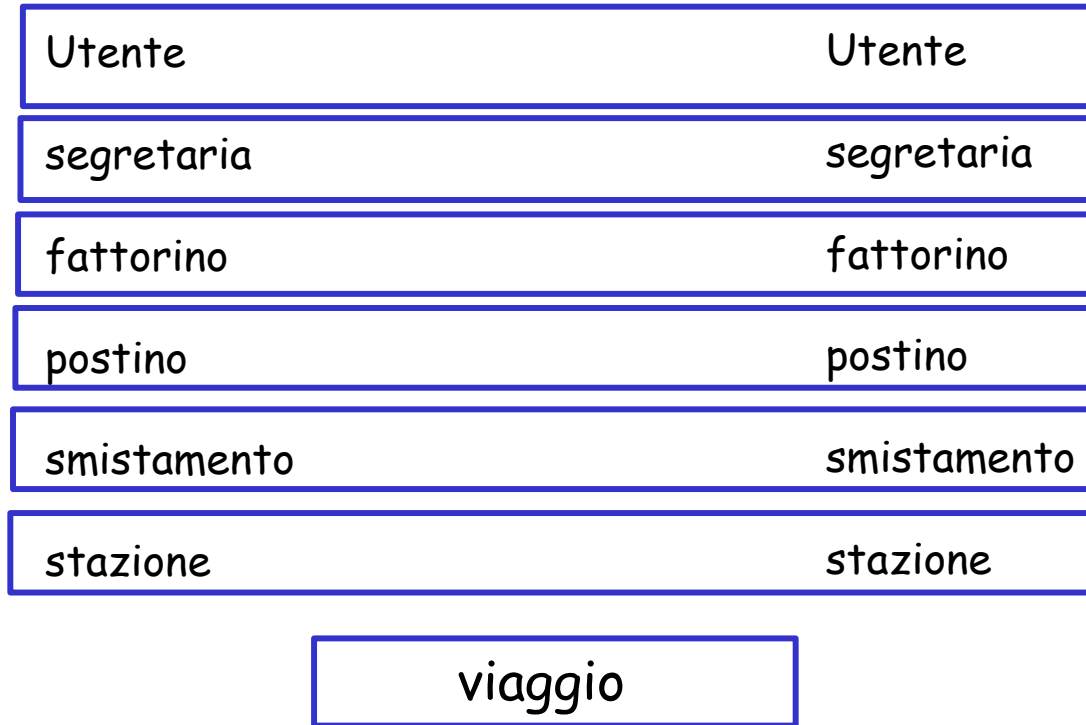 Utente Utente
segretaria segretaria
fattorino fattorino
postino postino
smistamento smistamento
stazione stazione
viaggio